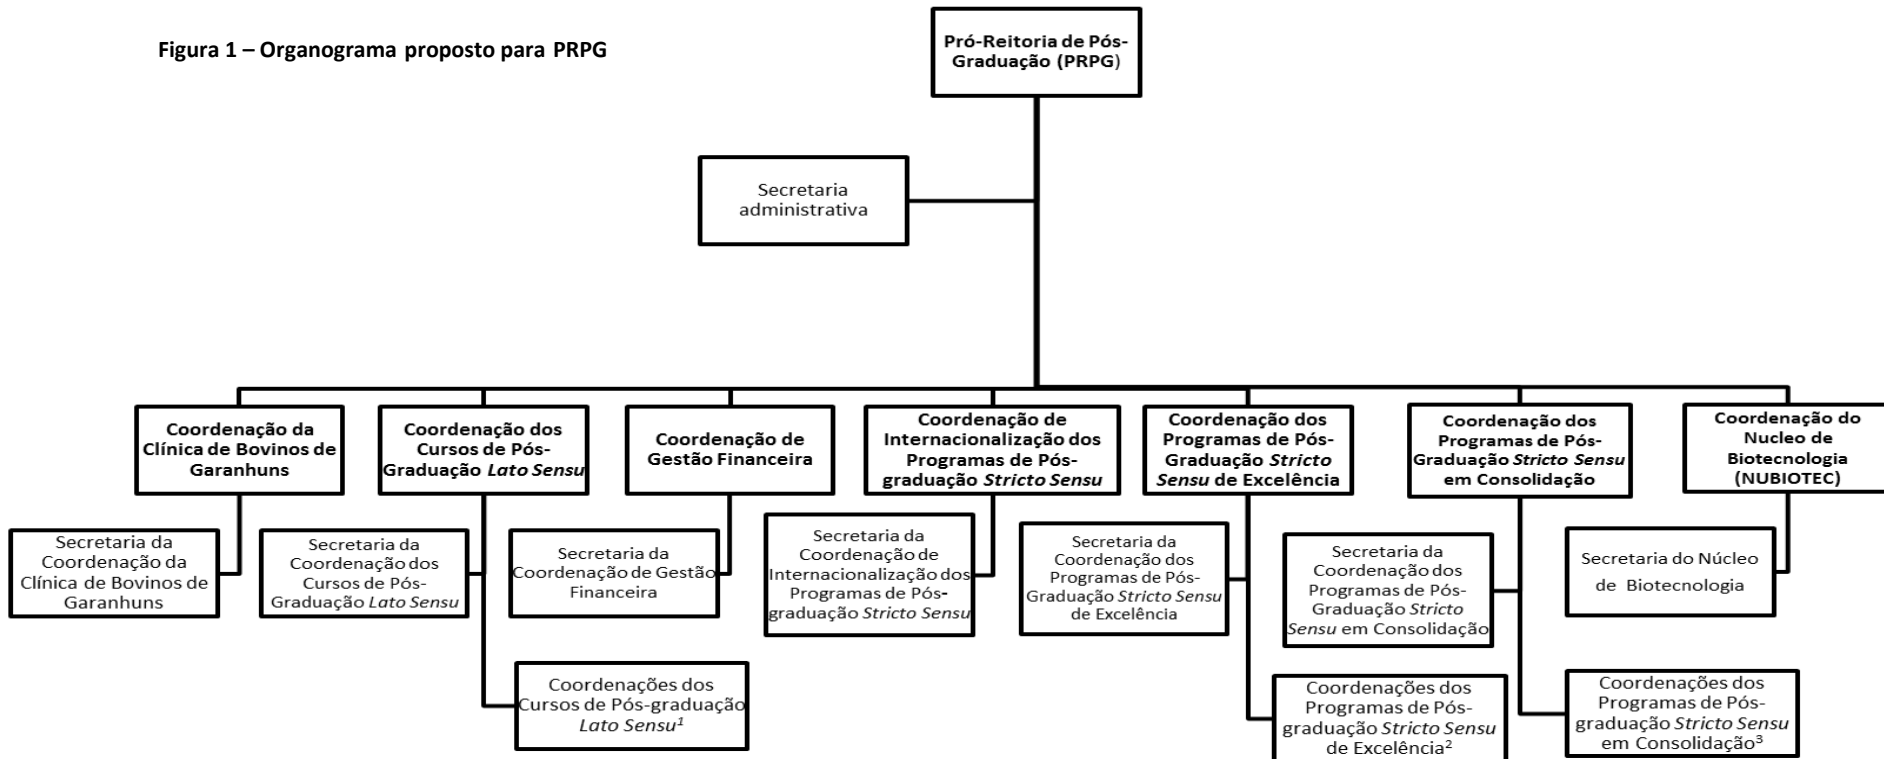 Figura 1 – Organograma proposto para PRPG
Pró-Reitoria de Pós-
Graduação (PRPG)
Secretaria
administrativa
Coordenação da
Clínica de Bovinos de
Garanhuns
Coordenação dos
Cursos de Pós-
Graduação Lato Sensu
Coordenação de
Gestão Financeira
Coordenação de
Internacionalização dos
Programas de Pós-
graduação Stricto Sensu
Coordenação dos
Programas de Pós-
Graduação Stricto
Sensu de Excelência
Coordenação dos
Programas de Pós-
Graduação Stricto Sensu
em Consolidação
Coordenação do
Nucleo de
Biotecnologia
(NUBIOTEC)
Secretaria da
Coordenação da
Clínica de Bovinos de
Garanhuns
Secretaria da
Coordenação dos
Cursos de Pós-
Graduação Lato Sensu
Secretaria da
Coordenação de Gestão
Financeira
Secretaria da
Coordenação de
Internacionalização dos
Programas de Pós-
graduação Stricto Sensu
Secretaria da
Coordenação dos
Programas de Pós-
Graduação Stricto Sensu
de Excelência
Secretaria da
Coordenação dos
Programas de Pós-
Graduação Stricto
Sensu em Consolidação
Secretaria do Núcleo
de Biotecnologia
Coordenações dos
Cursos de Pós-graduação
Lato Sensu¹
Coordenações dos
Programas de Pós-
graduação Stricto Sensu
de Excelência²
Coordenações dos
Programas de Pós-
graduação Stricto Sensu
em Consolidação³